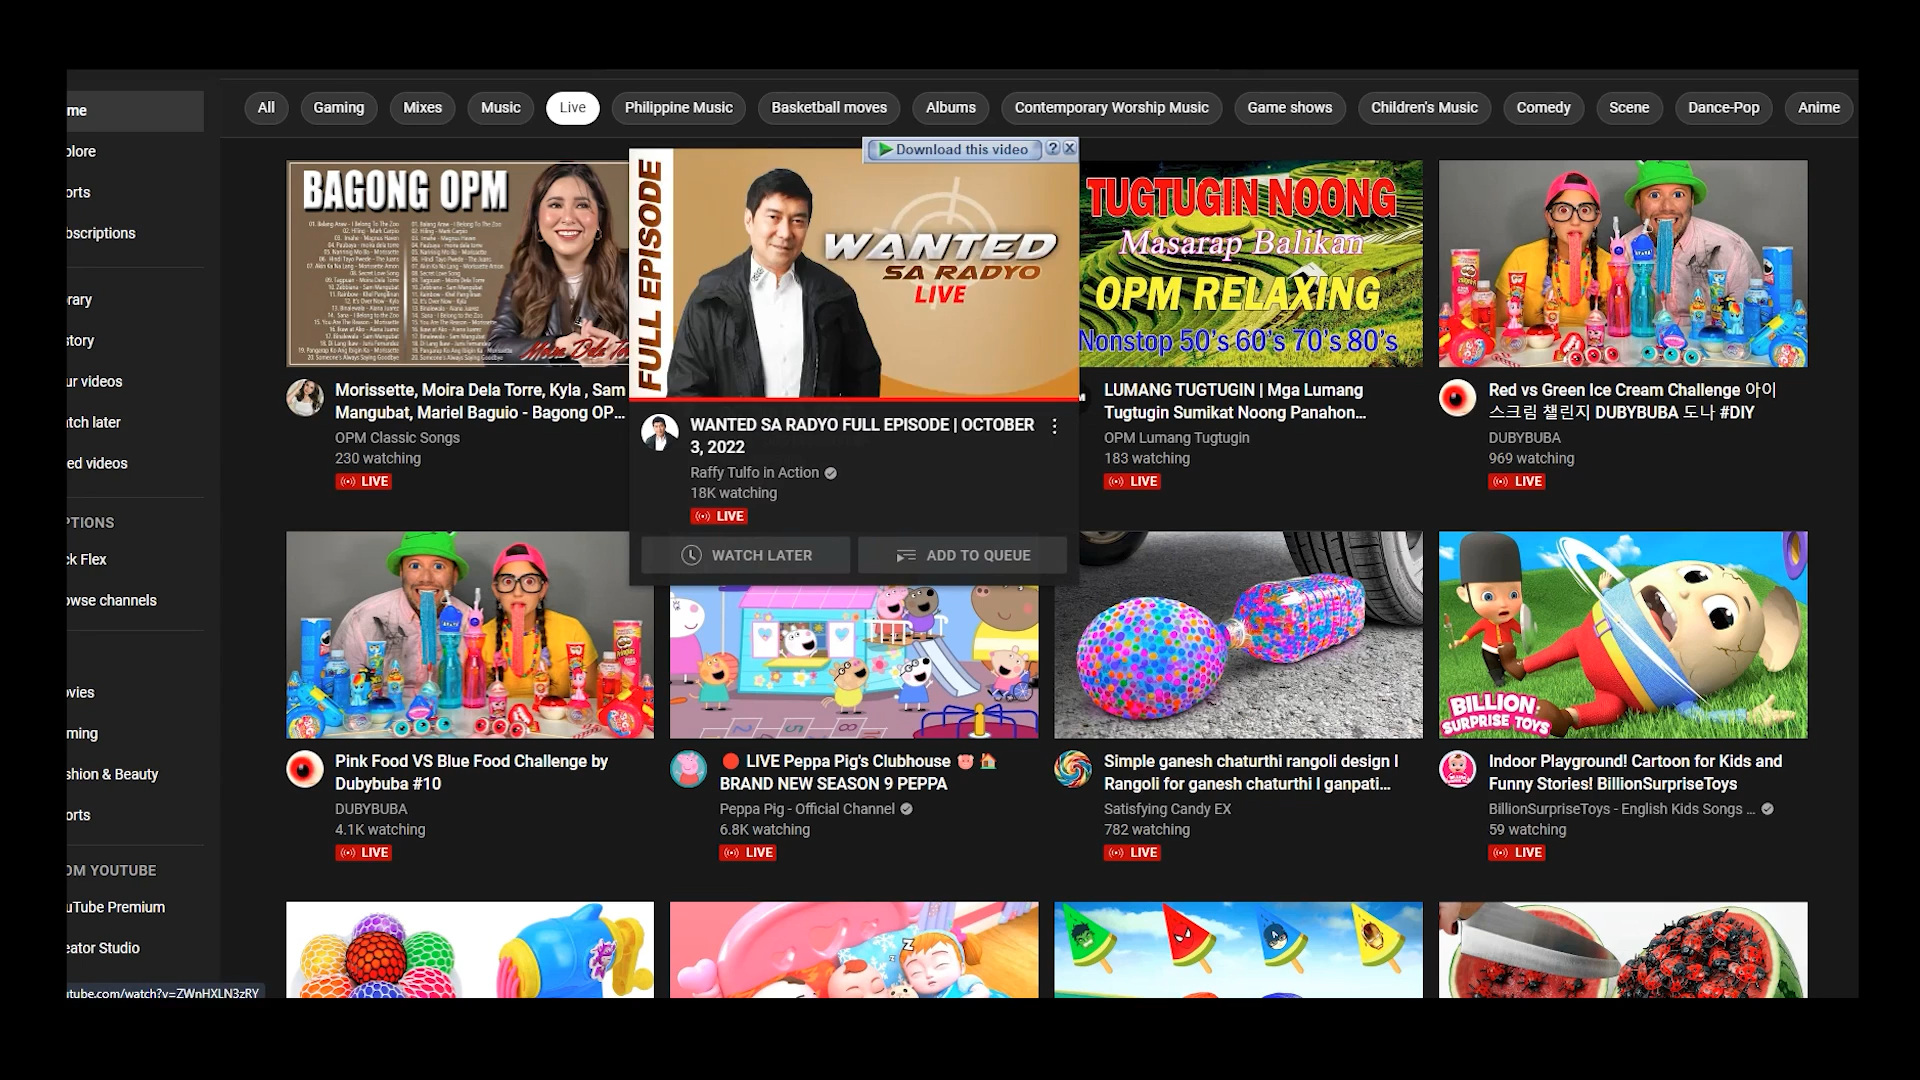 me
plore
orts
bscriptions
rary
story
ur videos
tch later
ed videos
PTIONS
ck Flex
owse channels
ovies
ming
shion & Beauty
orts
OM YOUTUBE
uTube Premium
eator Studio
utube.com/watch?v=ZWnHXLN3zRY
All Gaming Mixes Music Live Philippine Music Basketball moves Albums Contemporary Worship Music Game shows Children's Music Comedy Scene Dance-Pop Anime
BAGONG OPM
Morissette, Moira Dela Torre, Kyla , Sam
Mangubat, Mariel Baguio - Bagong OP...
OPM Classic Songs
230 watching
LIVE
Download this video
FULL EPISODE
WANTED
SA RADYO
LIVE
WANTED SA RADYO FULL EPISODE | OCTOBER
3, 2022
Raffy Tulfo in Action
18K watching
LIVE
WATCH LATER
ADD TO QUEUE
TUGTUGIN NOONG
Masarap Balikan
OPM RELAXING
Nonstop 50's 60's 70's 80's
LUMANG TUGTUGIN | Mga Lumang
Tugtugin Sumikat Noong Panahon...
OPM Lumang Tugtugin
183 watching
LIVE
Red vs Green Ice Cream Challenge 아이
스크림 챌린지 DUBYBUBA 도나 #DIY
DUBYBUBA
969 watching
LIVE
Pink Food VS Blue Food Challenge by
Dubybuba #10
DUBYBUBA
4.1K watching
LIVE
LIVE Peppa Pig's Clubhouse
BRAND NEW SEASON 9 PEPPA
Peppa Pig - Official Channel
6.8K watching
LIVE
Simple ganesh chaturthi rangoli design l
Rangoli for ganesh chaturthi l ganpati...
Satisfying Candy EX
782 watching
LIVE
BILLION
SURPRISE TOYS
Indoor Playground! Cartoon for Kids and
Funny Stories! BillionSurpriseToys
BillionSurpriseToys - English Kids Songs ...
59 watching
LIVE